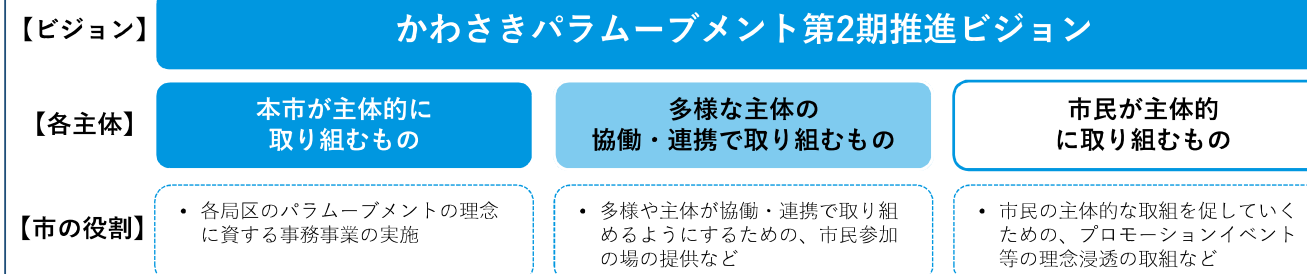 【ビジョン】
かわさきパラムーブメント第2期推進ビジョン
【各主体】
本市が主体的に
取り組むもの
多様な主体の
協働・連携で取り組むもの
市民が主体的
に取り組むもの
【市の役割】
• 各局区のパラムーブメントの理念
に資する事務事業の実施
• 多様や主体が協働・連携で取り組
めるようにするための、市民参加
の場の提供など
• 市民の主体的な取組を促していく
ための、プロモーションイベント
等の理念浸透の取組など